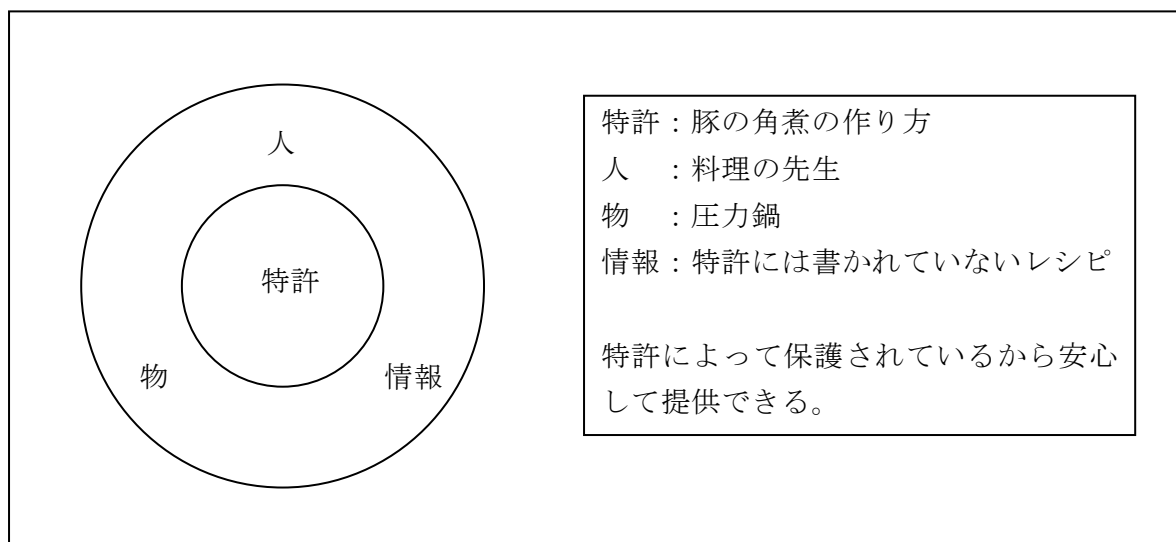 人
特許
物
情報
特許：豚の角煮の作り方
人　：料理の先生
物　：圧力鍋
情報：特許には書かれていないレシピ
特許によって保護されているから安心
して提供できる。